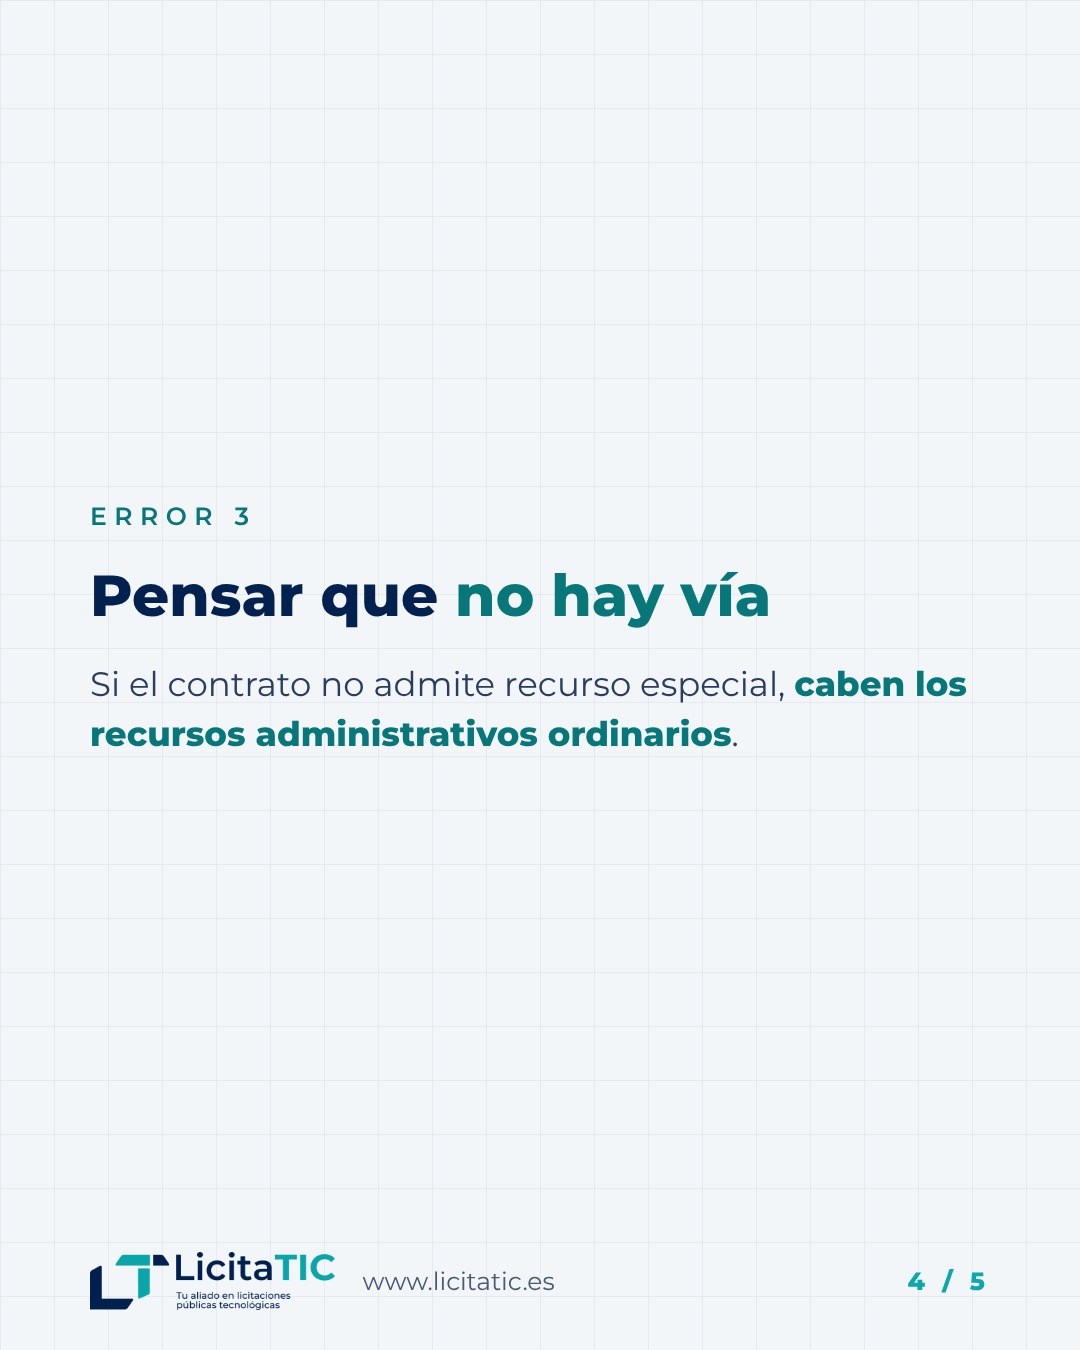 ERROR 3
Pensar que no hay vía
Si el contrato no admite recurso especial, caben los
recursos administrativos ordinarios.
LicitaTIC
Tu aliado en licitaciones
públicas tecnológicas
www.licitatic.es
4 / 5